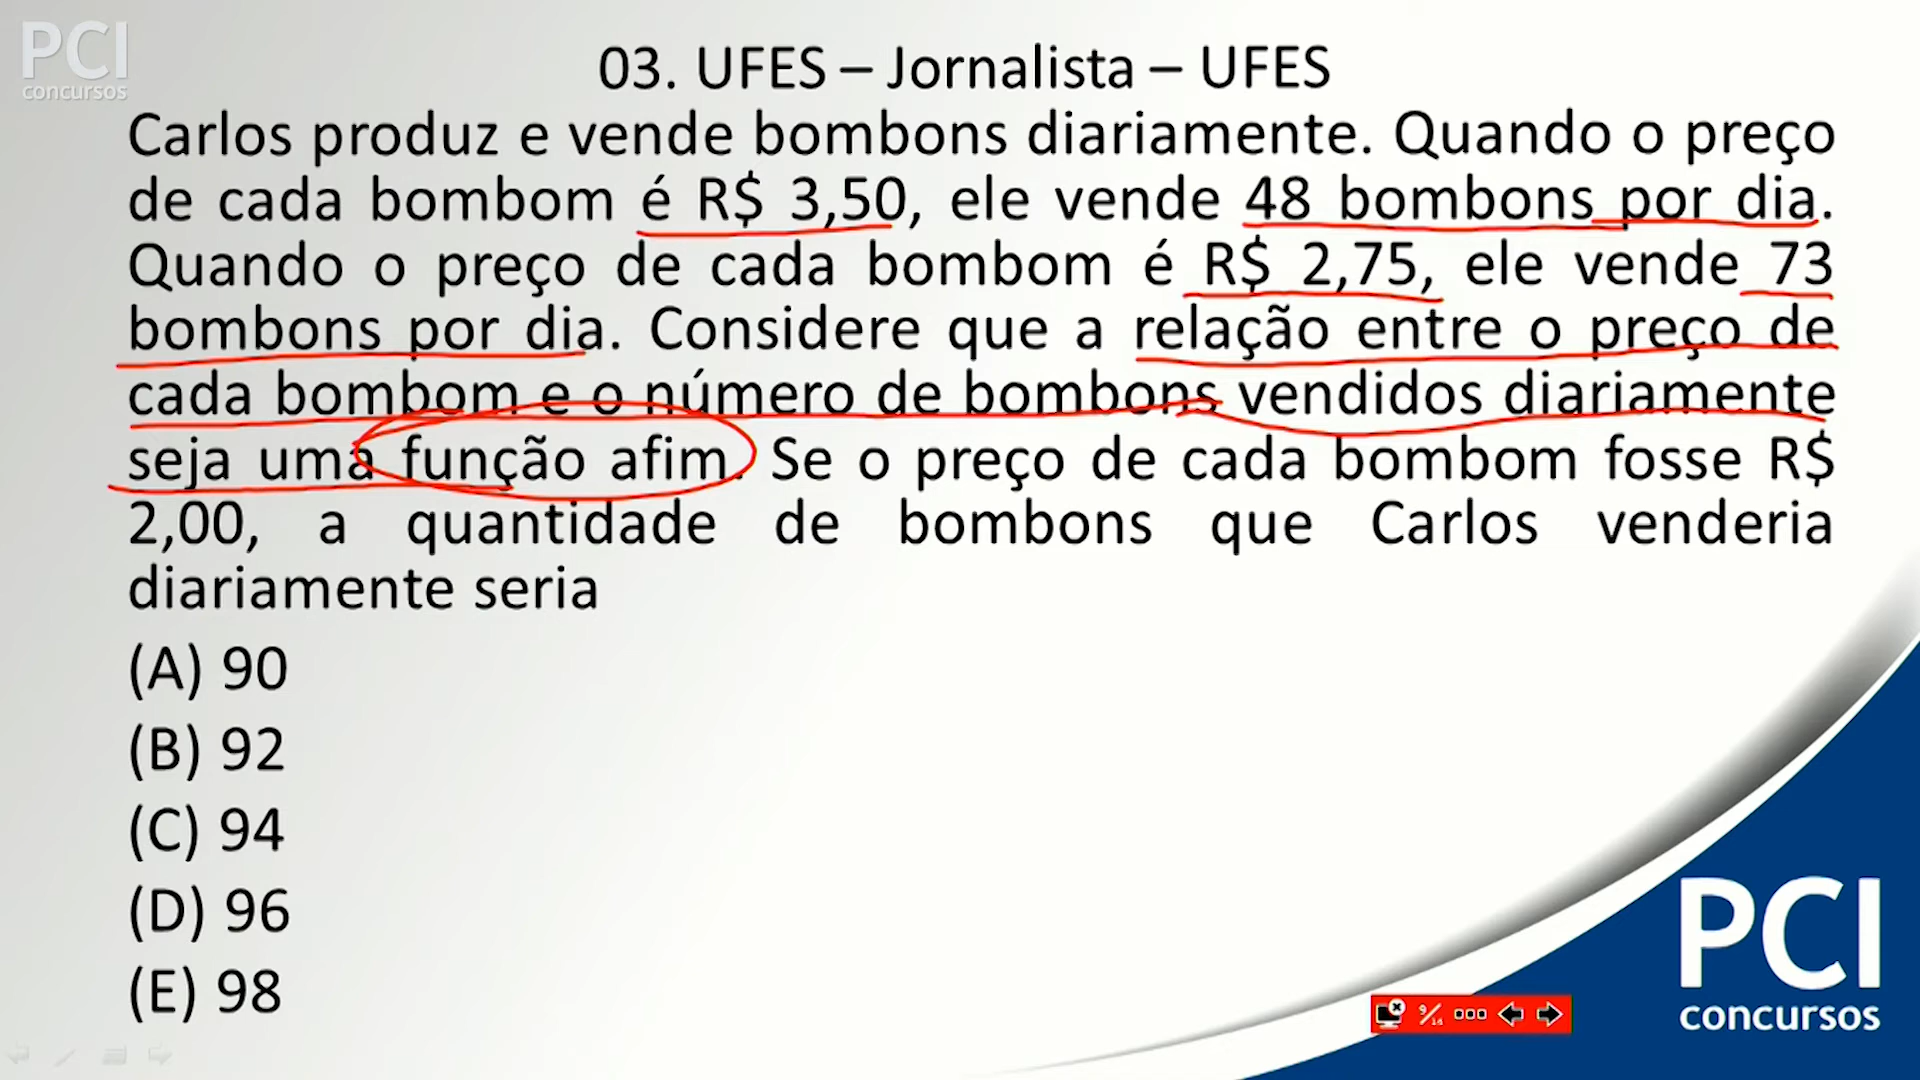 PCI
concursos
03. UFES – Jornalista – UFES
Carlos produz e vende bombons diariamente. Quando o preço
de cada bombom é R$ 3,50, ele vende 48 bombons por dia.
Quando o preço de cada bombom é R$ 2,75, ele vende 73
bombons por dia. Considere que a relação entre o preço de
cada bombom e o número de bombons vendidos diariamente
seja uma função afim. Se o preço de cada bombom fosse R$
2,00, a quantidade de bombons que Carlos venderia
diariamente seria
(A) 90
(B) 92
(C) 94
(D) 96
(E) 98
PCI
concursos